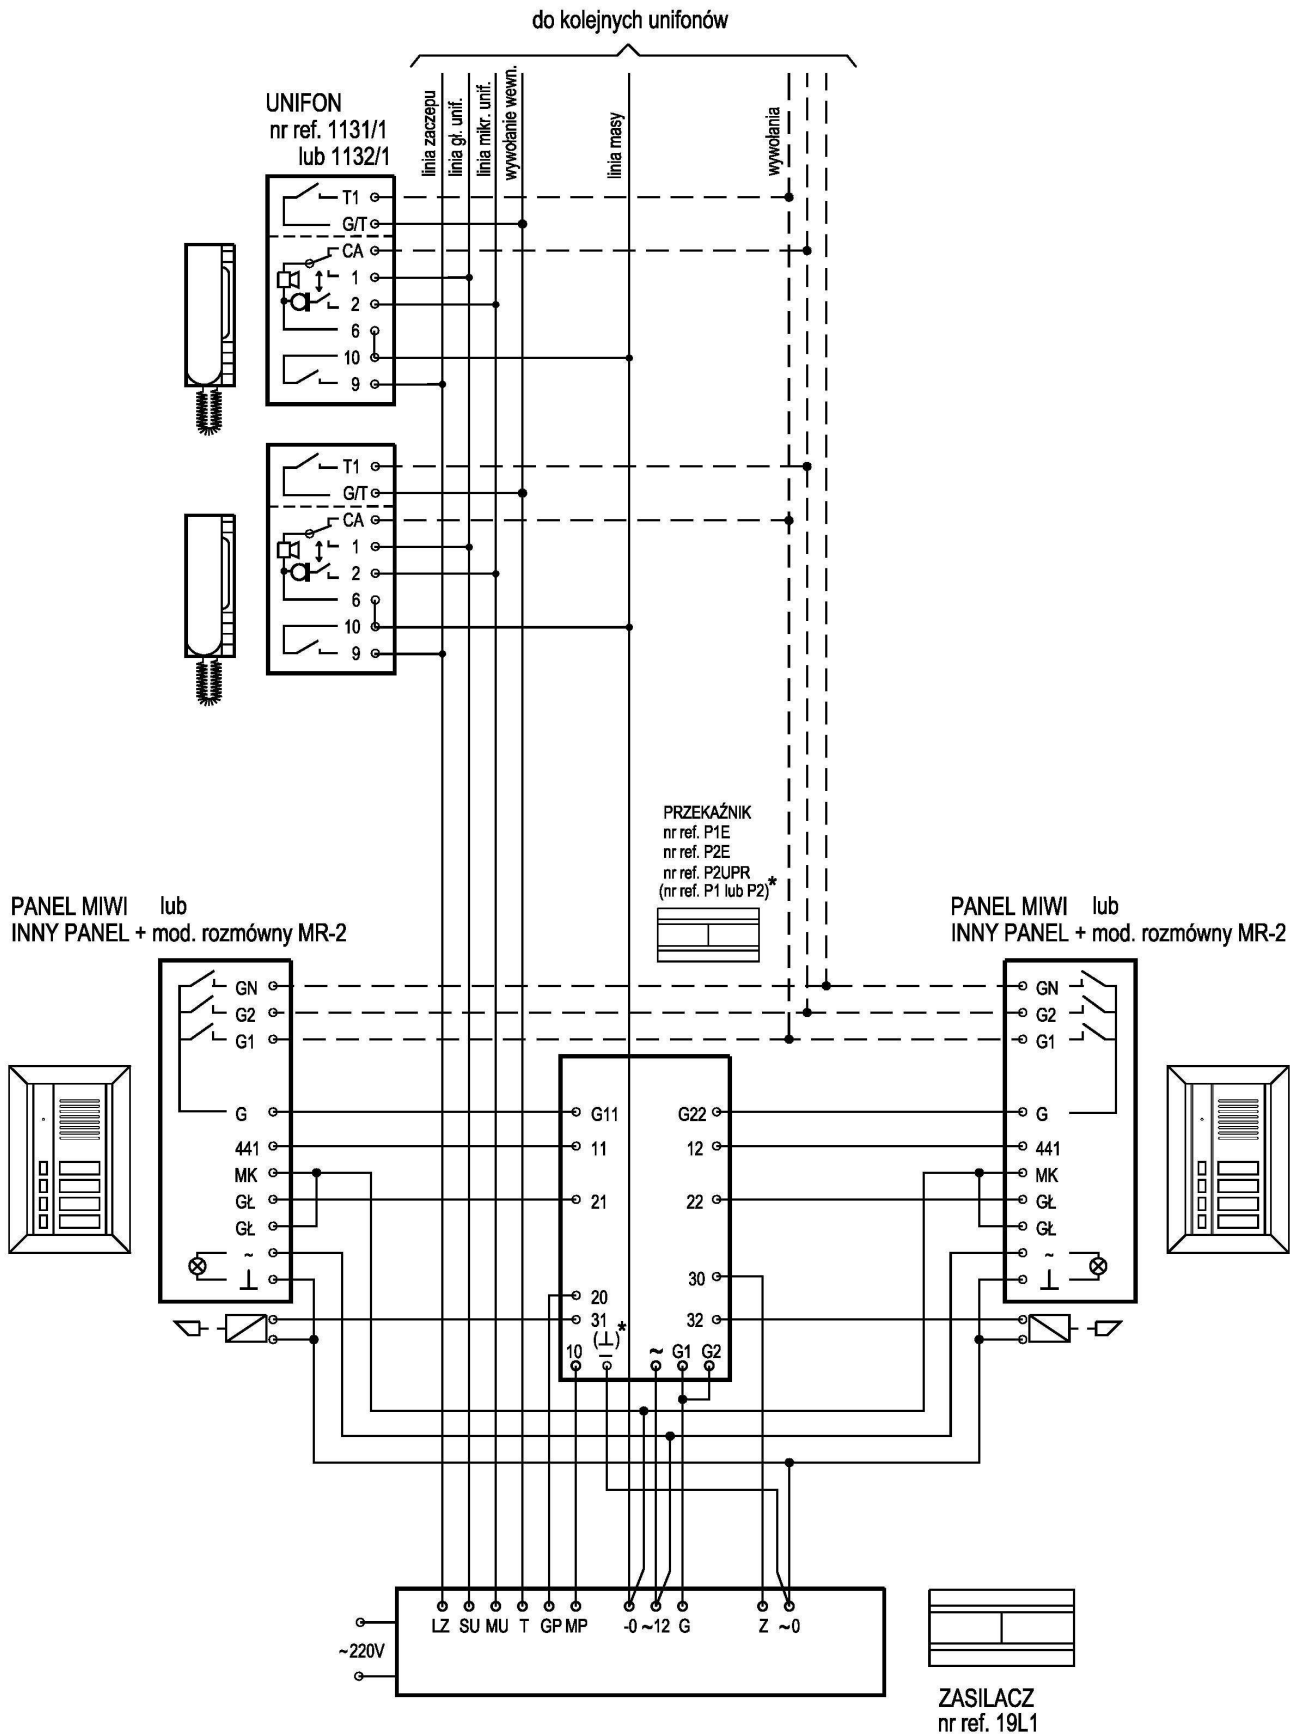 do kolejnych unifonów
linia zaczepu
linia gł. unif.
linia mikr. unif.
wywołanie wewn.
linia masy
wywołania
UNIFON
nr ref. 1131/1
lub 1132/1
T1
G/T
CA
1
2
6
10
9
T1
G/T
CA
1
2
6
10
9
PRZEKAŹNIK
nr ref. P1E
nr ref. P2E
nr ref. P2UPR
(nr ref. P1 lub P2)*
PANEL MIWI lub
INNY PANEL + mod. rozmówny MR-2
PANEL MIWI lub
INNY PANEL + mod. rozmówny MR-2
GN
G2
G1
G
441
MK
GŁ
GŁ
~
⊥
GN
G2
G1
G
441
MK
GŁ
GŁ
~
⊥
G11
11
21
20
31
G22
12
22
30
32
10 (⊥)* – ~ G1 G2
LZ SU MU T GP MP -0 ~12 G Z ~0
~220V
ZASILACZ
nr ref. 19L1